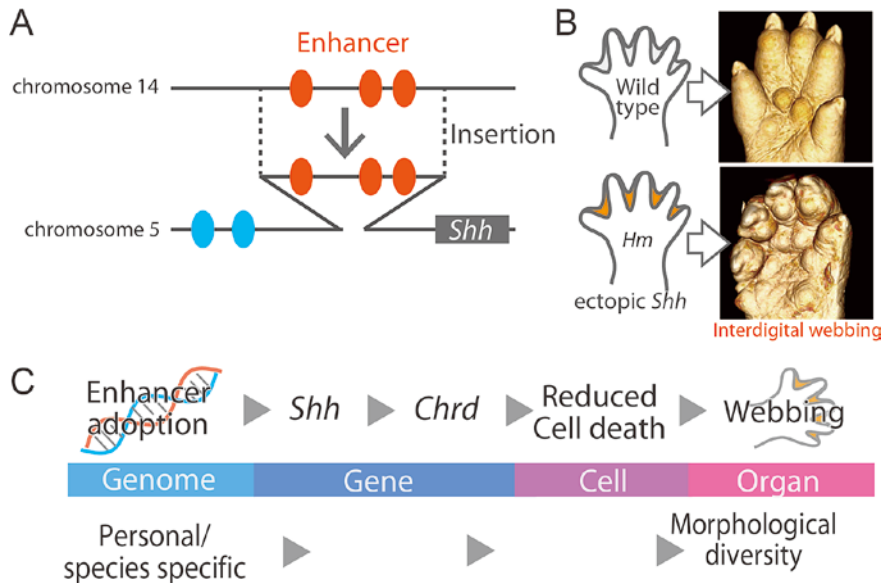 A
Enhancer
chromosome 14
Insertion
chromosome 5
Shh
B
Wild
type
Hm
ectopic Shh
Interdigital webbing
C
Enhancer
adoption
Shh
Chrd
Reduced
Cell death
Webbing
Genome
Gene
Cell
Organ
Personal/
species specific
Morphological
diversity